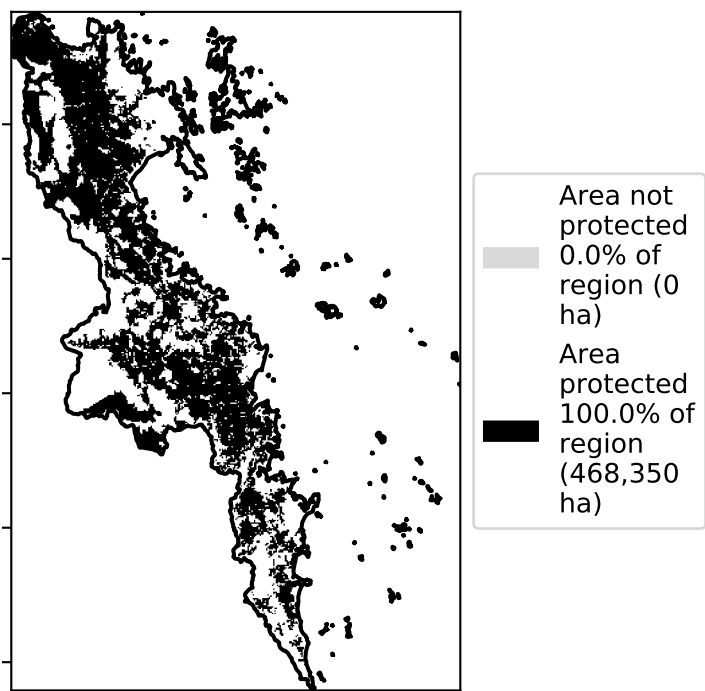 Area not
protected
0.0% of
region (0
ha)
Area
protected
100.0% of
region
(468,350
ha)